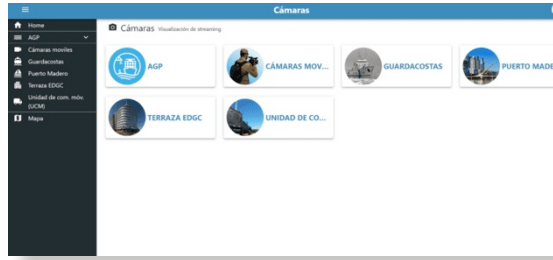 Cámaras
Home
AGP
Cámaras moviles
Guardacostas
Puerto Madero
Terraza EDGC
Unidad de com. móv.
(UCM)
Mapa
Cámaras Visualización de streaming
AGP
CÁMARAS MOV...
GUARDACOSTAS
PUERTO MADE
TERRAZA EDGC
UNIDAD DE CO...